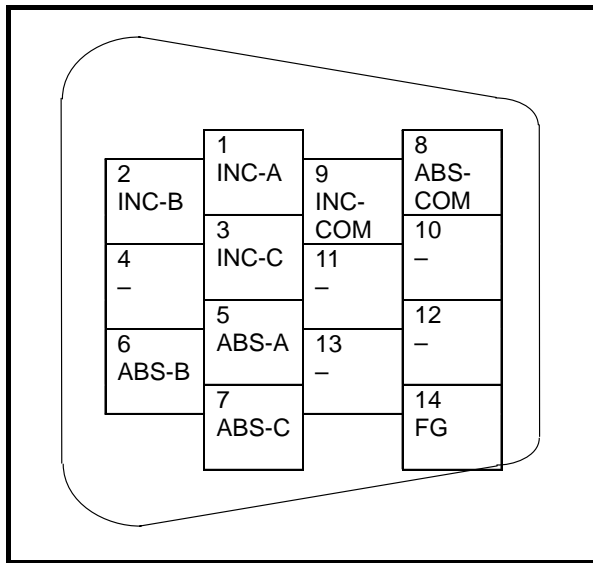 1
INC-A
2
INC-B
3
INC-C
4
–
5
ABS-A
6
ABS-B
7
ABS-C
8
ABS-
COM
9
INC-
COM
10
–
11
–
12
–
13
–
14
FG